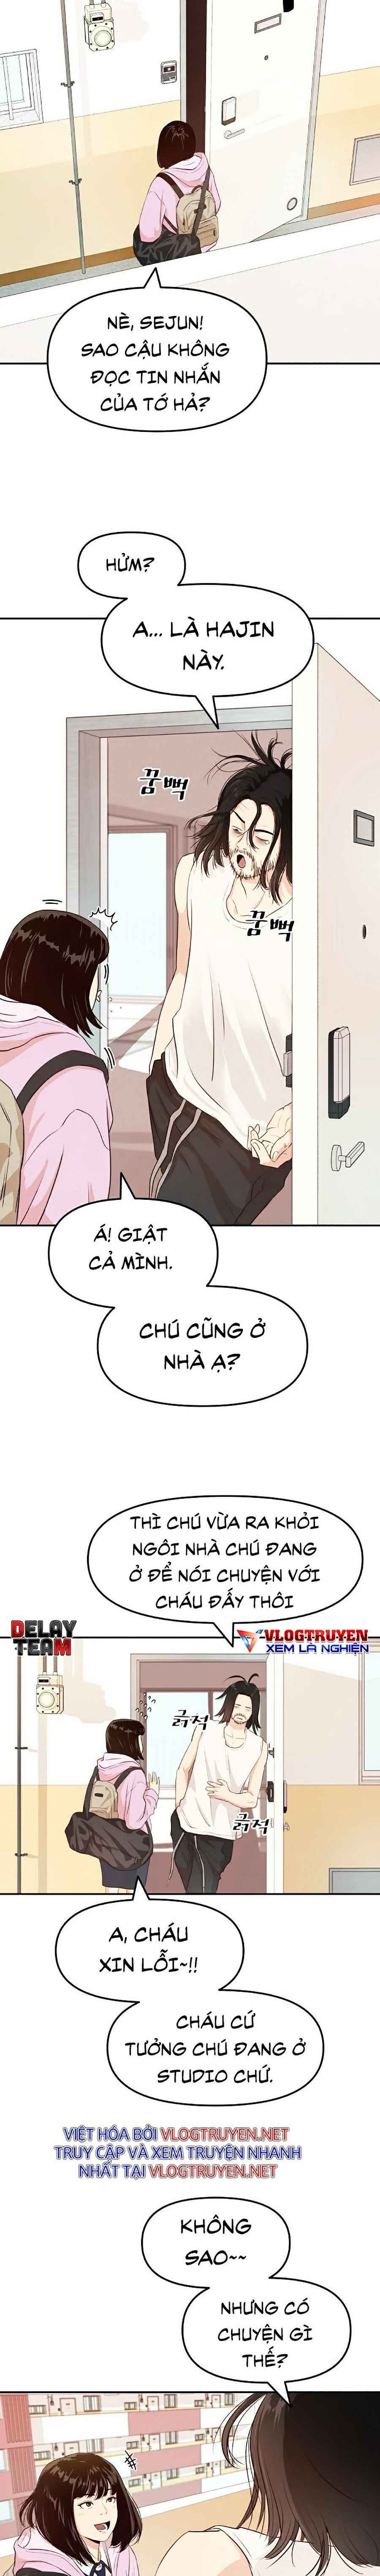 NÈ, SEJUN!
SAO CẬU KHÔNG
ĐỌC TIN NHẮN
CỦA TỚ HẢ?
HỬM?
A... LÀ HAJIN
NÀY.
꿈뻑
꿈뻑
Á! GIẬT
CẢ MÌNH.
CHÚ CŨNG Ở
NHÀ Ạ?
THÌ CHÚ VỪA RA KHỎI
NGÔI NHÀ CHÚ ĐANG
Ở ĐỂ NÓI CHUYỆN VỚI
CHÁU ĐẤY THÔI
DELAY
TEAM
VLOGTRUYEN
XEM LÀ NGHIỆN
긁적
긁적
A, CHÁU
XIN LỖI~!!
CHÁU CỨ
TƯỞNG CHÚ ĐANG Ở
STUDIO CHỨ.
VIỆT HÓA BỞI VLOGTRUYEN.NET
TRUY CẬP VÀ XEM TRUYỆN NHANH
NHẤT TẠI VLOGTRUYEN.NET
KHÔNG
SAO~~
NHƯNG CÓ
CHUYỆN GÌ
THẾ?